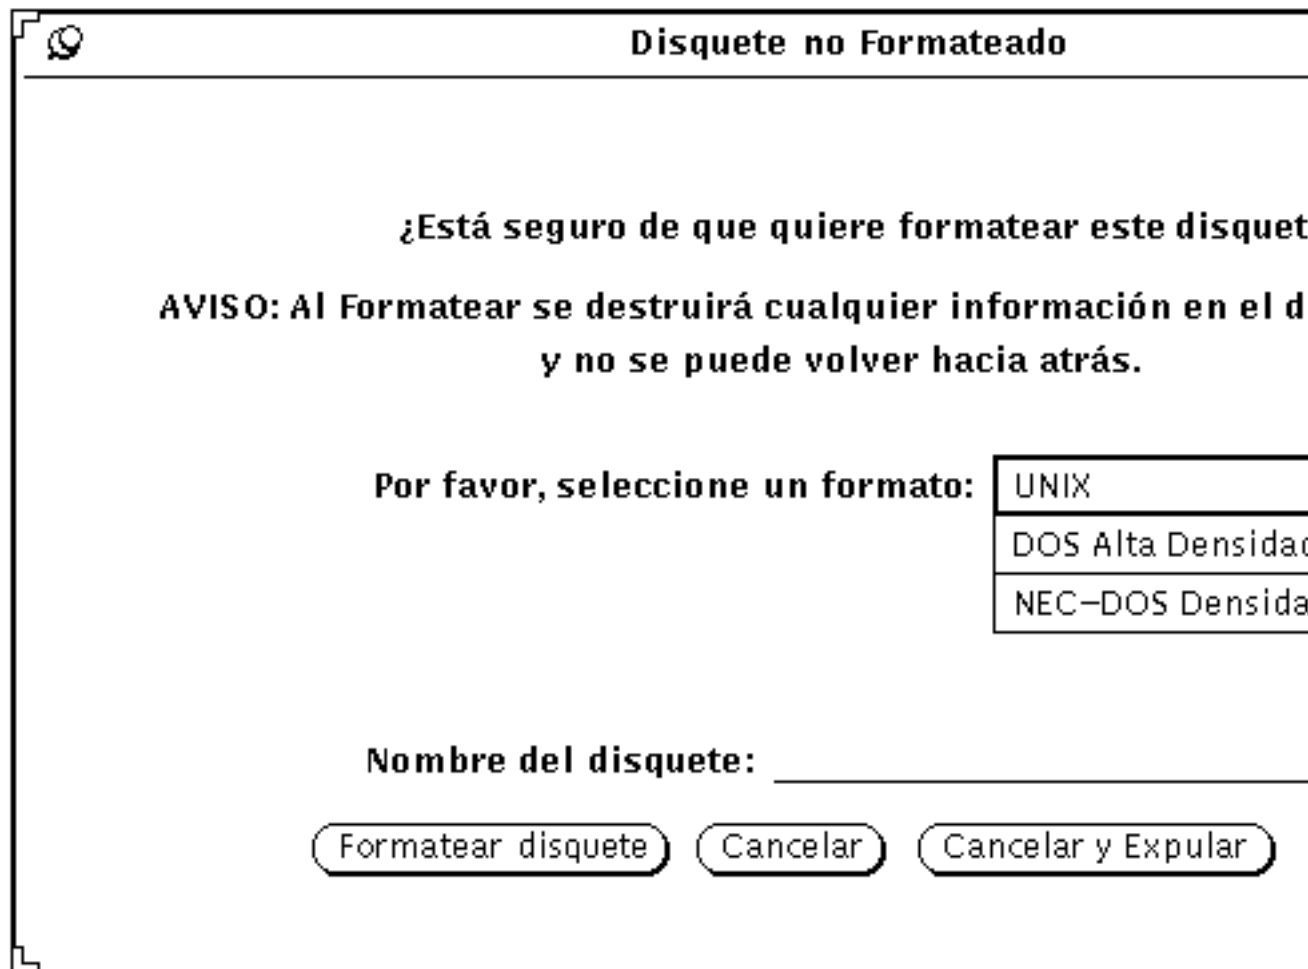 Disquete no Formateado
¿Está seguro de que quiere formatear este disquet
AVISO: Al Formatear se destruirá cualquier información en el d
y no se puede volver hacia atrás.
Por favor, seleccione un formato: UNIX
DOS Alta Densidad
NEC-DOS Densida
Nombre del disquete:
Formatear disquete Cancelar Cancelar y Expular